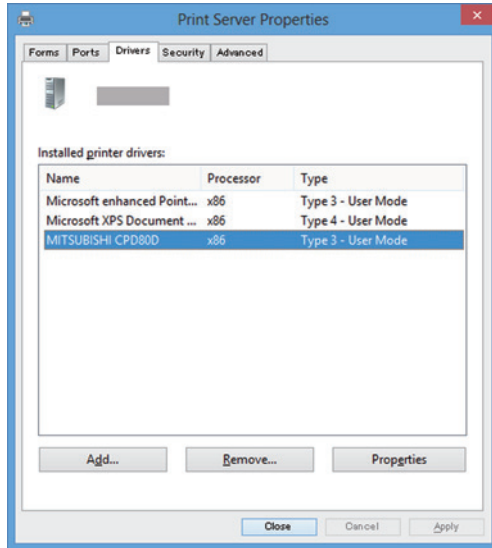 Print Server Properties
Forms Ports Drivers Security Advanced
Installed printer drivers:
Name Processor Type
Microsoft enhanced Point... x86 Type 3 - User Mode
Microsoft XPS Document ... x86 Type 4 - User Mode
MITSUBISHI CPD80D x86 Type 3 - User Mode
Add... Remove... Properties
Close Cancel Apply